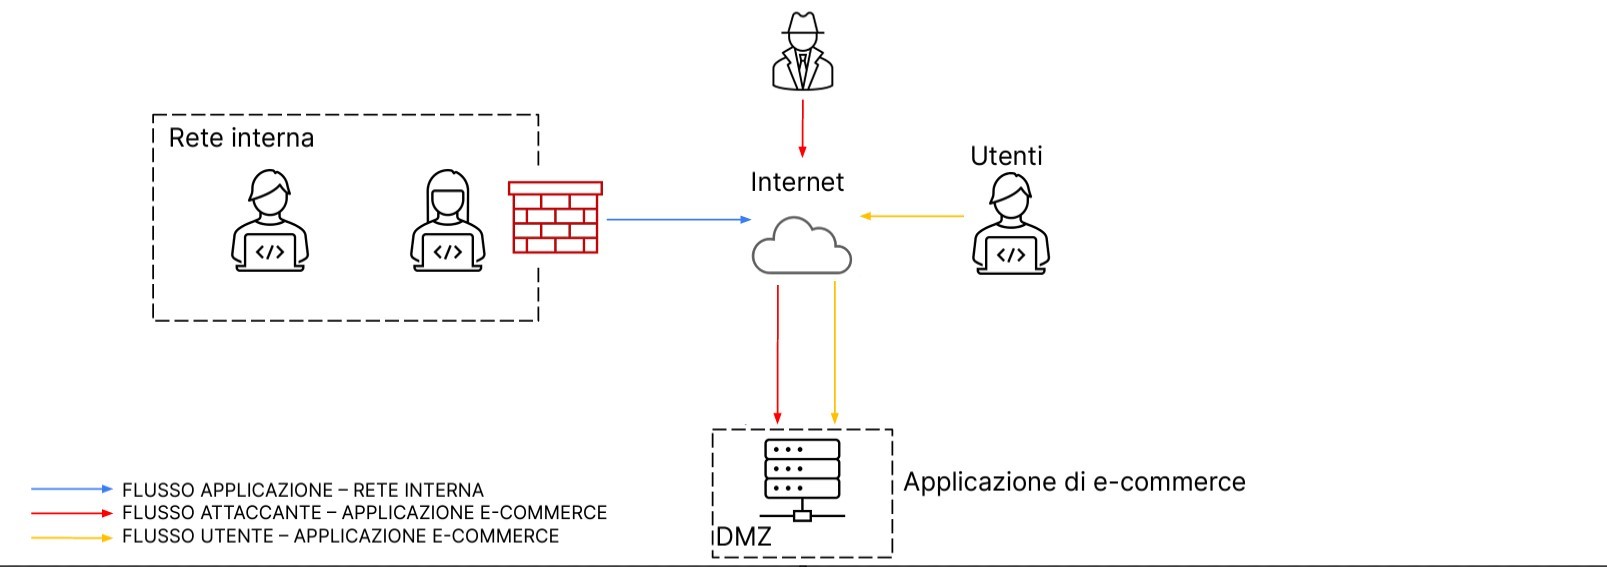 Rete interna
Internet
Utenti
</>
</>
</>
Applicazione di e-commerce
DMZ
FLUSSO APPLICAZIONE – RETE INTERNA
FLUSSO ATTACCANTE – APPLICAZIONE E-COMMERCE
FLUSSO UTENTE – APPLICAZIONE E-COMMERCE